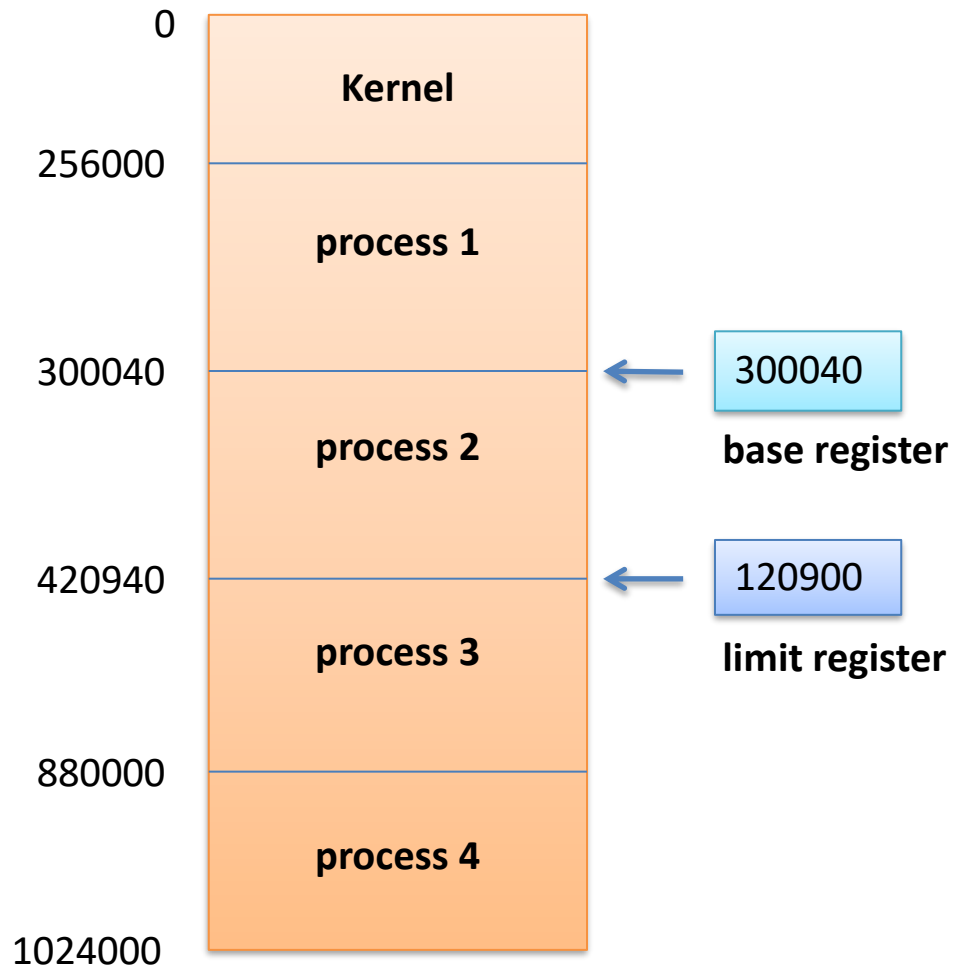 0
Kernel
256000
process 1
300040
300040
base register
process 2
420940
120900
limit register
process 3
880000
process 4
1024000